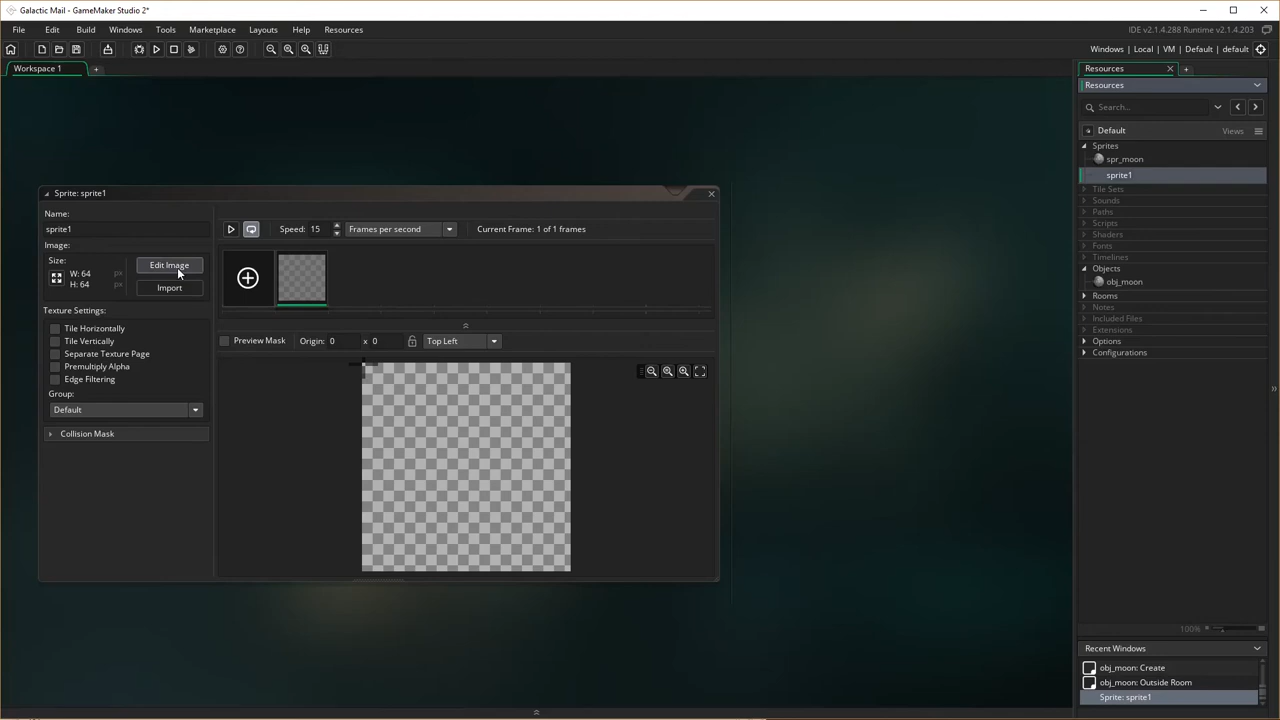 Galactic Mail - GameMaker Studio 2*
File Edit Build Windows Tools Marketplace Layouts Help Resources
IDE v2.1.4.288 Runtime v2.1.4.203
Windows | Local | VM | Default | default
Workspace 1
Resources
Resources
Search...
Default Views
Sprites
spr_moon
sprite1
Tile Sets
Sounds
Paths
Scripts
Shaders
Fonts
Timelines
Objects
obj_moon
Rooms
Notes
Included Files
Extensions
Options
Configurations
100%
Recent Windows
obj_moon: Create
obj_moon: Outside Room
Sprite: sprite1
Sprite: sprite1
Name:
sprite1
Image:
Size:
W: 64 px
H: 64 px
Edit Image
Import
Texture Settings:
Tile Horizontally
Tile Vertically
Separate Texture Page
Premultiply Alpha
Edge Filtering
Group:
Default
Collision Mask
Speed: 15 Frames per second Current Frame: 1 of 1 frames
Preview Mask Origin: 0 x 0 Top Left